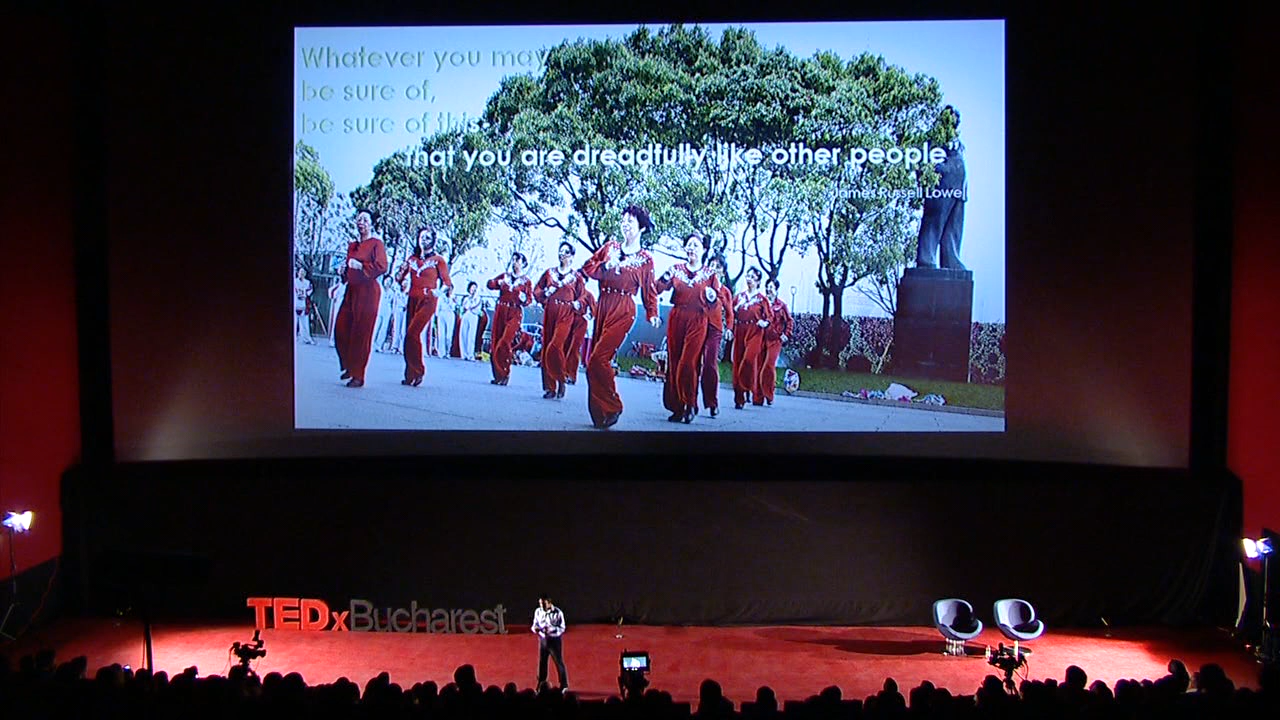 Whatever you may
be sure of,
be sure of this
that you are dreadfully like other people"
James Russell Lowell
TEDxBucharest